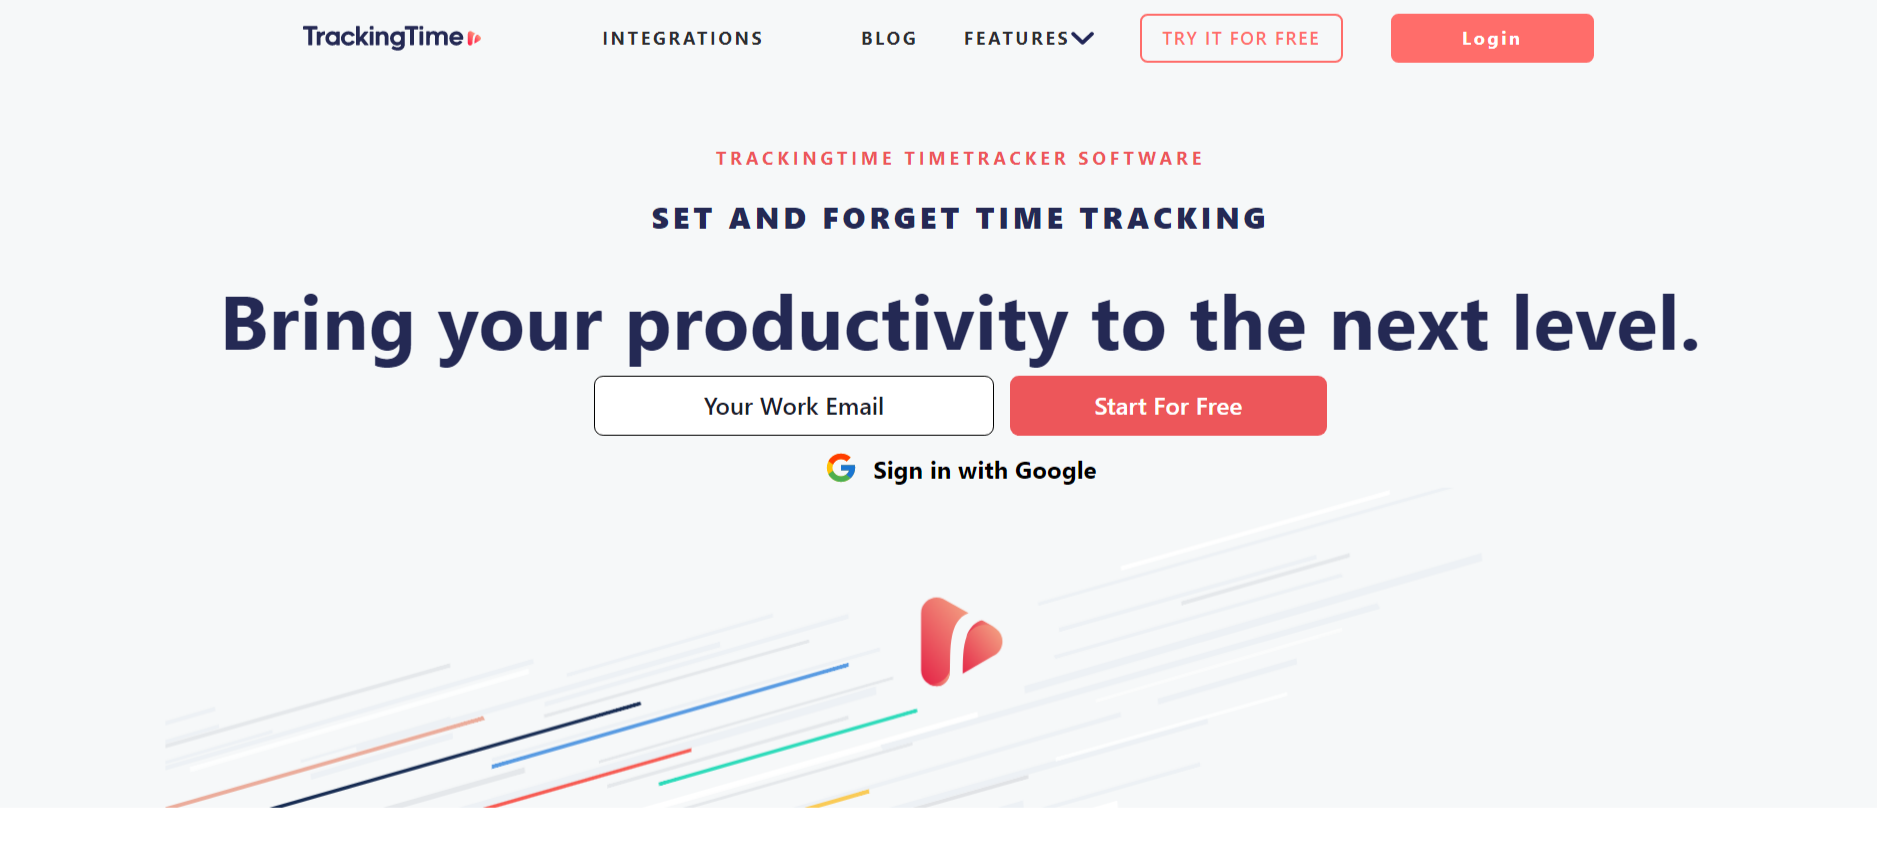 TrackingTime
INTEGRATIONS BLOG FEATURES TRY IT FOR FREE Login
TRACKINGTIME TIMETRACKER SOFTWARE
SET AND FORGET TIME TRACKING
Bring your productivity to the next level.
Your Work Email Start For Free
Sign in with Google